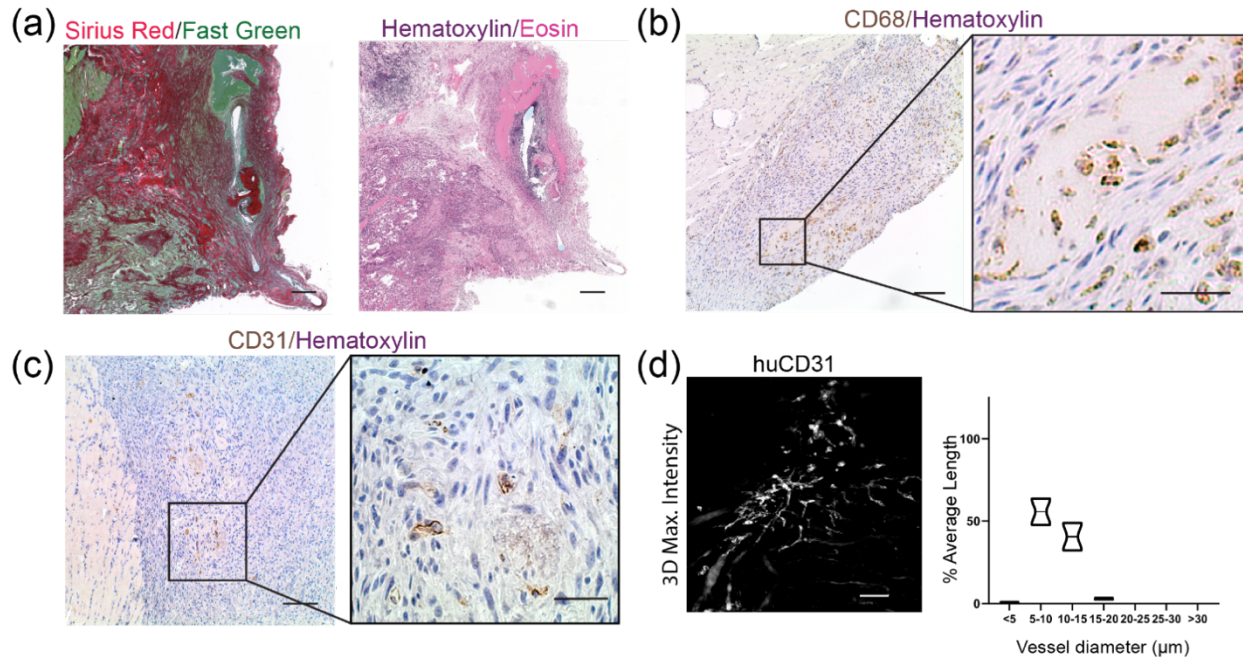 (a)
Sirius Red/Fast Green
Hematoxylin/Eosin
(b)
CD68/Hematoxylin
(c)
CD31/Hematoxylin
(d)
huCD31
3D Max. Intensity
% Average Length
100
50
0
<5 5-10 10-15 15-20 20-25 25-30 >30
Vessel diameter (µm)